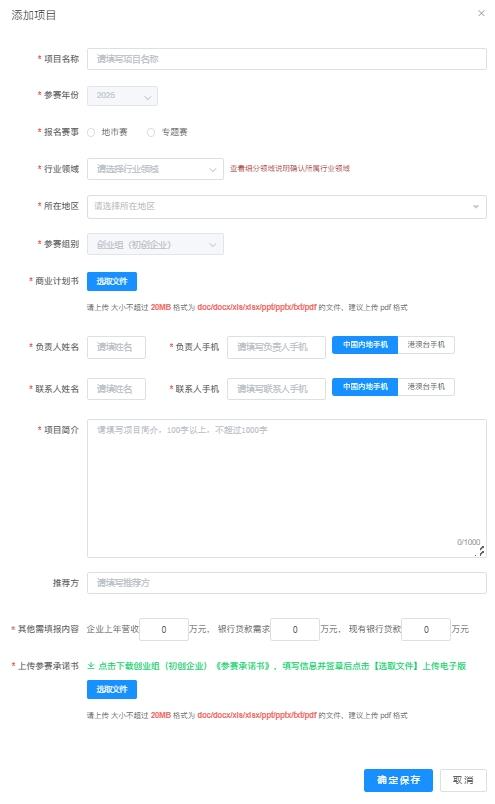 添加项目
* 项目名称 请填写项目名称
* 参赛年份 2025
* 报名赛事 地市赛 专题赛
* 行业领域 请选择行业领域 查看细分领域说明确认所属行业领域
* 所在地区 请选择所在地区
* 参赛组别 创业组（初创企业）
* 商业计划书 选取文件
请上传 大小不超过 20MB 格式为 doc/docx/xls/xlsx/ppt/pptx/txt/pdf 的文件、建议上传 pdf 格式
* 负责人姓名 请填姓名 * 负责人手机 请填写负责人手机 中国内地手机 港澳台手机
* 联系人姓名 请填姓名 * 联系人手机 请填写联系人手机 中国内地手机 港澳台手机
* 项目简介 请填写项目简介，100字以上，不超过1000字
0/1000
推荐方 请填写推荐方
* 其他需填报内容 企业上年营收 0 万元， 银行贷款需求 0 万元， 现有银行贷款 0 万元
* 上传参赛承诺书 点击下载创业组（初创企业）《参赛承诺书》，填写信息并签章后点击【选取文件】上传电子版
选取文件
请上传 大小不超过 20MB 格式为 doc/docx/xls/xlsx/ppt/pptx/txt/pdf 的文件、建议上传 pdf 格式
确定保存 取消